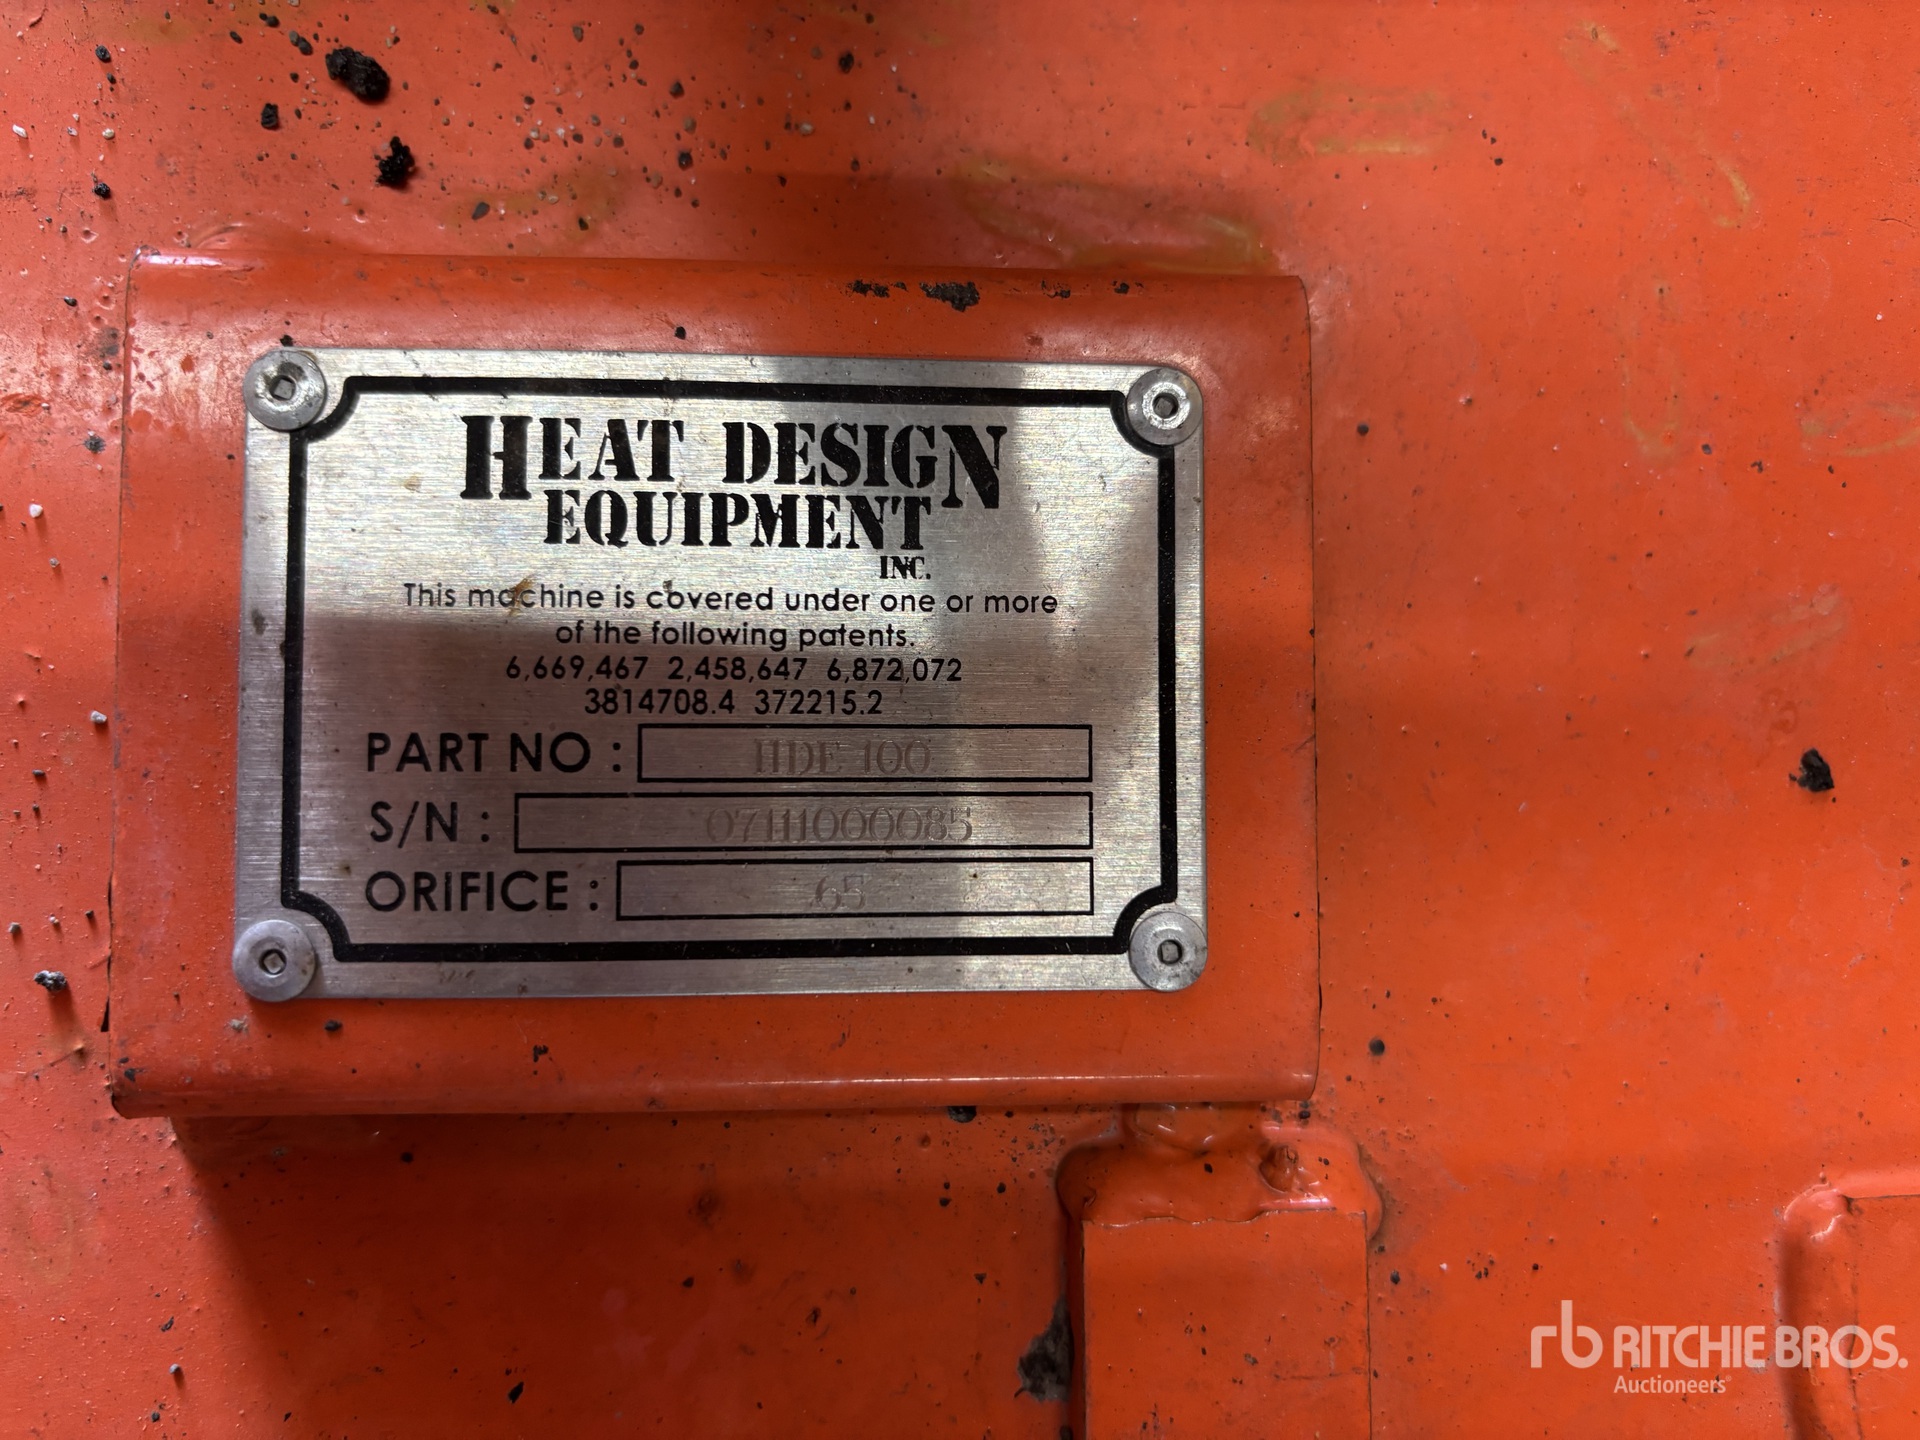 HEAT DESIGN
EQUIPMENT
INC.
This machine is covered under one or more
of the following patents.
6,669,467 2,458,647 6,872,072
3814708.4 372215.2
PART NO : HDE 100
S/N : 07111000085
ORIFICE : .65
rb RITCHIE BROS.
Auctioneers